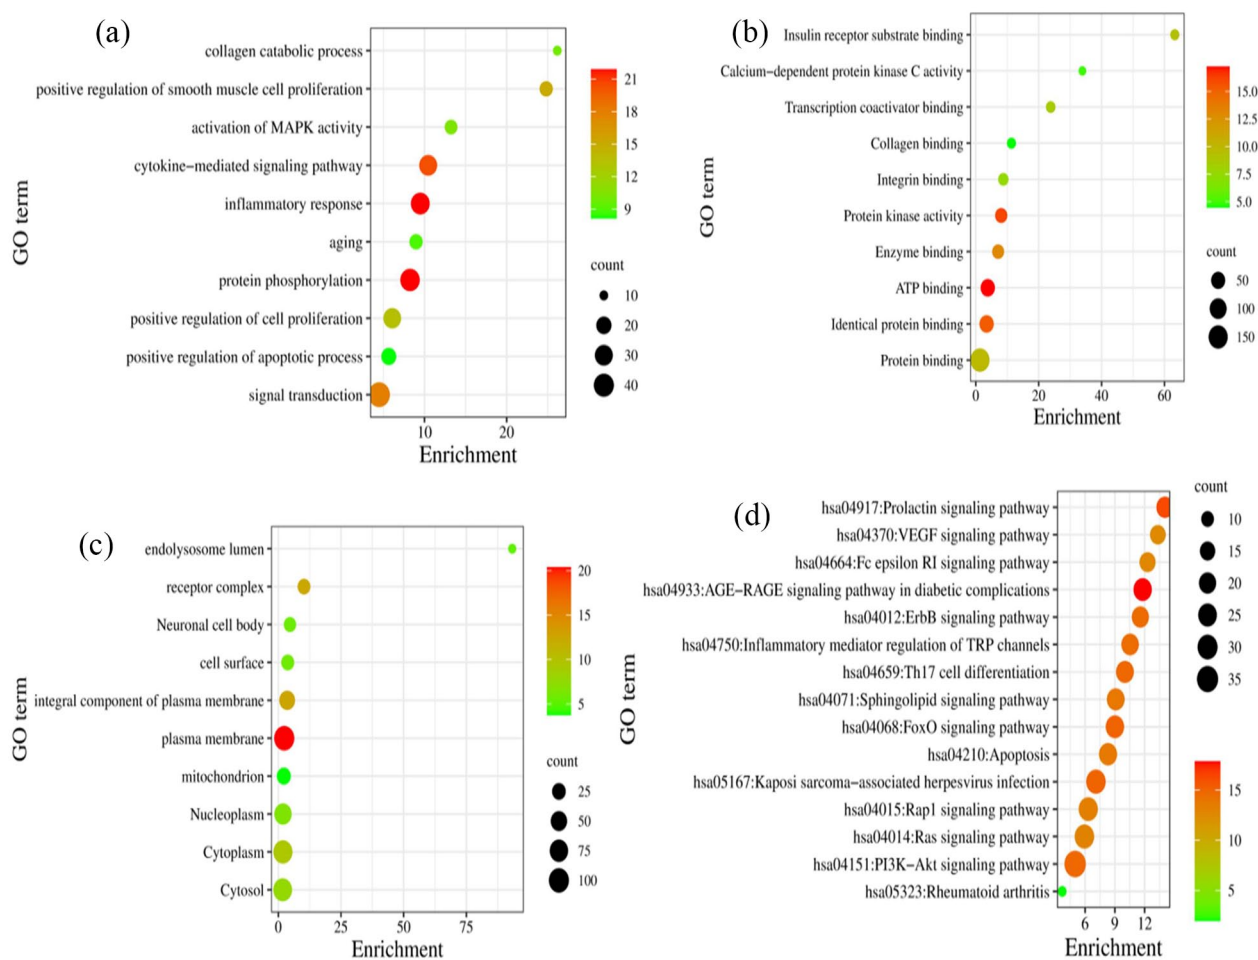 (a)
collagen catabolic process
positive regulation of smooth muscle cell proliferation
activation of MAPK activity
cytokine−mediated signaling pathway
inflammatory response
aging
protein phosphorylation
positive regulation of cell proliferation
positive regulation of apoptotic process
signal transduction
GO term
10 20
Enrichment
21
18
15
12
9
count
10
20
30
40
(b)
Insulin receptor substrate binding
Calcium−dependent protein kinase C activity
Transcription coactivator binding
Collagen binding
Integrin binding
Protein kinase activity
Enzyme binding
ATP binding
Identical protein binding
Protein binding
GO term
0 20 40 60
Enrichment
15.0
12.5
10.0
7.5
5.0
count
50
100
150
(c)
endolysosome lumen
receptor complex
Neuronal cell body
cell surface
integral component of plasma membrane
plasma membrane
mitochondrion
Nucleoplasm
Cytoplasm
Cytosol
GO term
0 25 50 75
Enrichment
20
15
10
5
count
25
50
75
100
(d)
hsa04917:Prolactin signaling pathway
hsa04370:VEGF signaling pathway
hsa04664:Fc epsilon RI signaling pathway
hsa04933:AGE−RAGE signaling pathway in diabetic complications
hsa04012:ErbB signaling pathway
hsa04750:Inflammatory mediator regulation of TRP channels
hsa04659:Th17 cell differentiation
hsa04071:Sphingolipid signaling pathway
hsa04068:FoxO signaling pathway
hsa04210:Apoptosis
hsa05167:Kaposi sarcoma−associated herpesvirus infection
hsa04015:Rap1 signaling pathway
hsa04014:Ras signaling pathway
hsa04151:PI3K−Akt signaling pathway
hsa05323:Rheumatoid arthritis
GO term
6 9 12
Enrichment
count
10
15
20
25
30
35
15
10
5